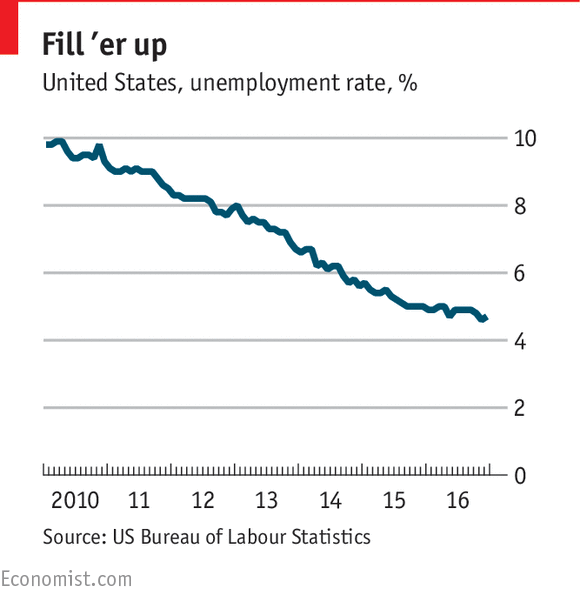 Fill ’er up
United States, unemployment rate, %
10
8
6
4
2
0
2010 11 12 13 14 15 16
Source: US Bureau of Labour Statistics
Economist.com